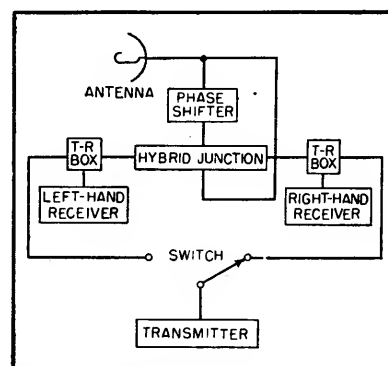 ANTENNA
PHASE
SHIFTER
T-R
BOX
HYBRID JUNCTION
T-R
BOX
LEFT-HAND
RECEIVER
RIGHT-HAND
RECEIVER
SWITCH
TRANSMITTER